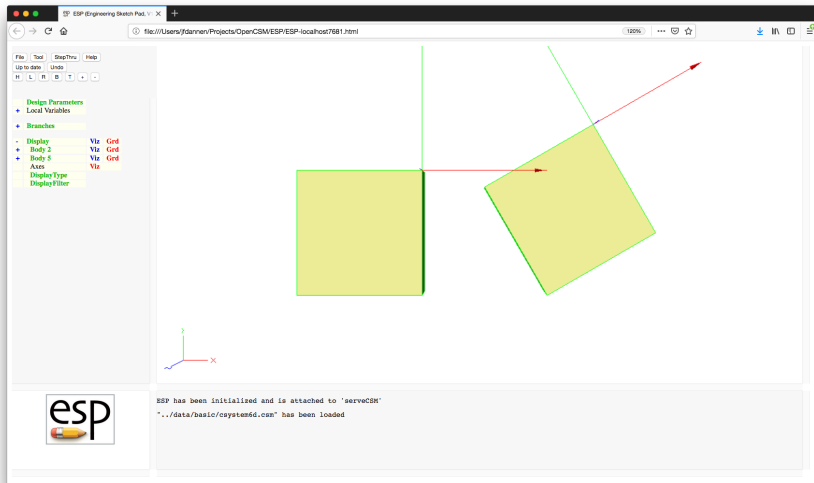 ESP (Engineering Sketch Pad, V
file:///Users/jfdannen/Projects/OpenCSM/ESP/ESP-localhost7681.html
120%
File Tool StepThru Help
Up to date Undo
H L R B T + -
Design Parameters
+ Local Variables
+ Branches
- Display Viz Grd
+ Body 2 Viz Grd
+ Body 5 Viz Grd
Axes Viz
DisplayType
DisplayFilter
Y
X
esp
ESP has been initialized and is attached to 'serveCSM'
"../data/basic/csystem6d.csm" has been loaded